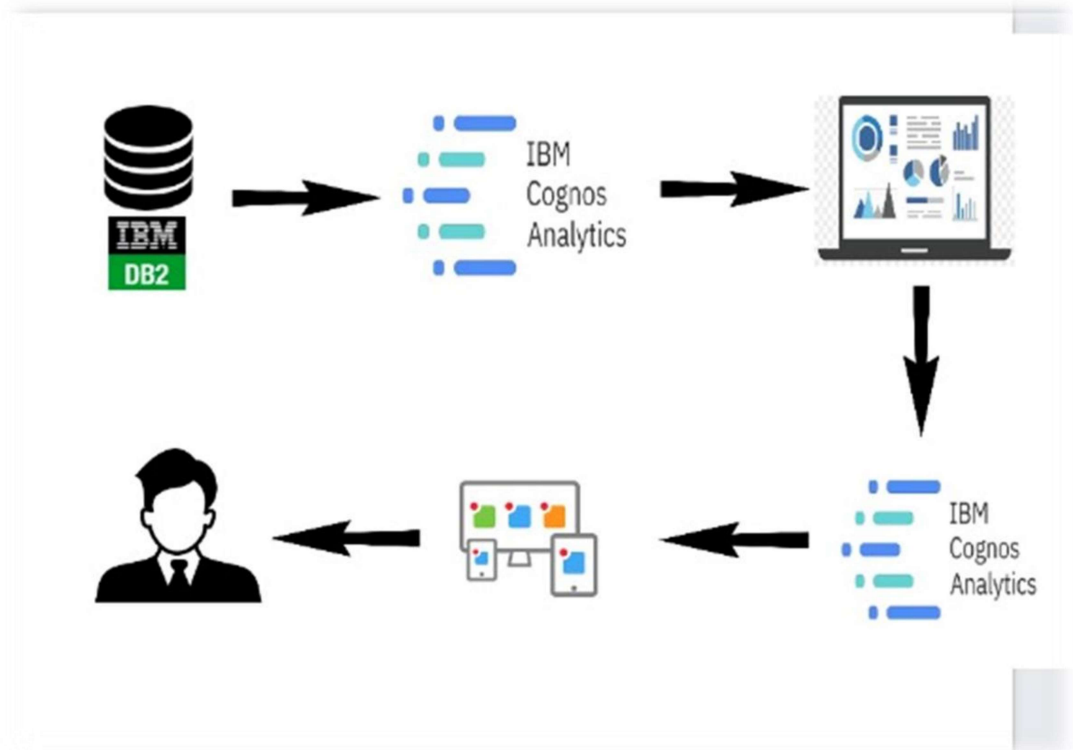 IBM
DB2
IBM
Cognos
Analytics
IBM
Cognos
Analytics